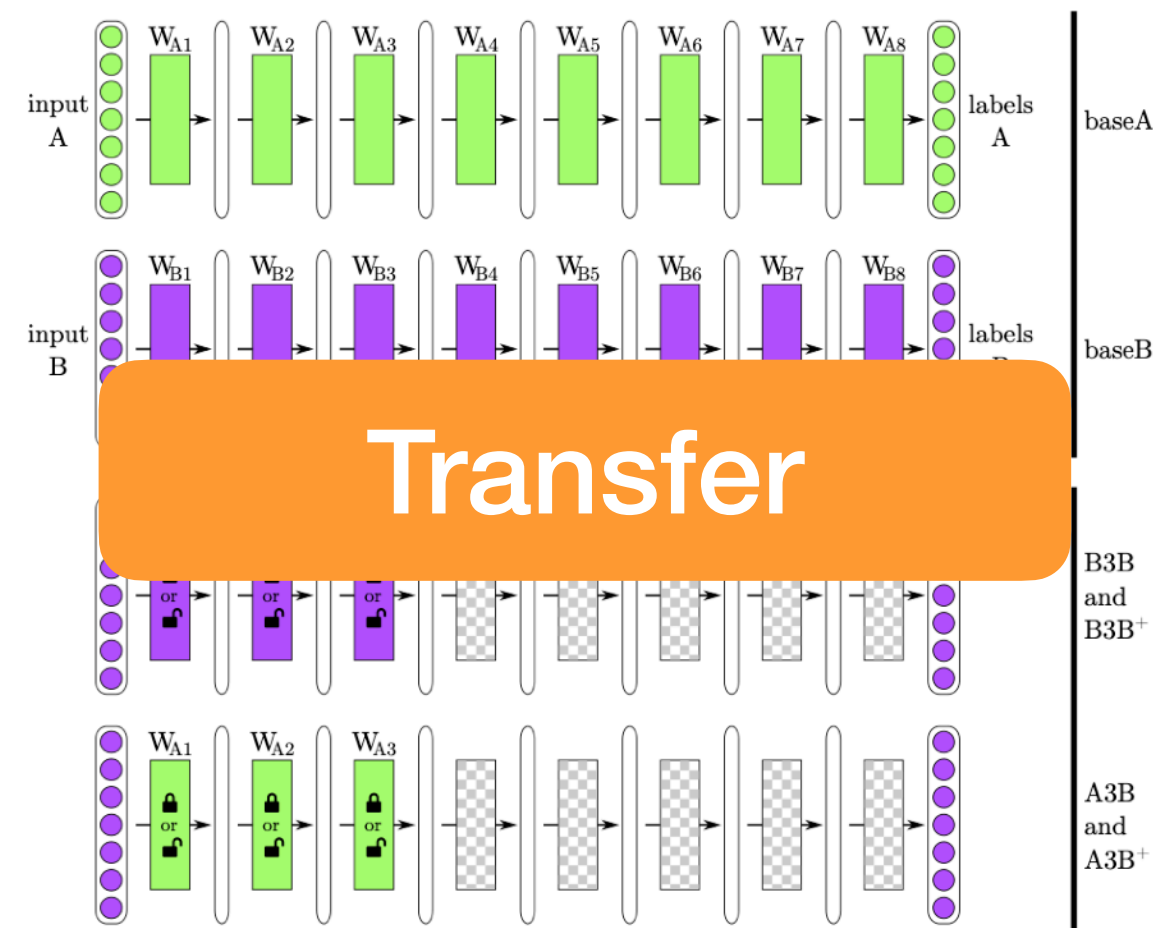 W_A1 W_A2 W_A3 W_A4 W_A5 W_A6 W_A7 W_A8
input
A
labels
A
baseA
W_B1 W_B2 W_B3 W_B4 W_B5 W_B6 W_B7 W_B8
input
B
labels
baseB
Transfer
or or or
B3B
and
B3B⁺
W_A1 W_A2 W_A3
or or or
A3B
and
A3B⁺